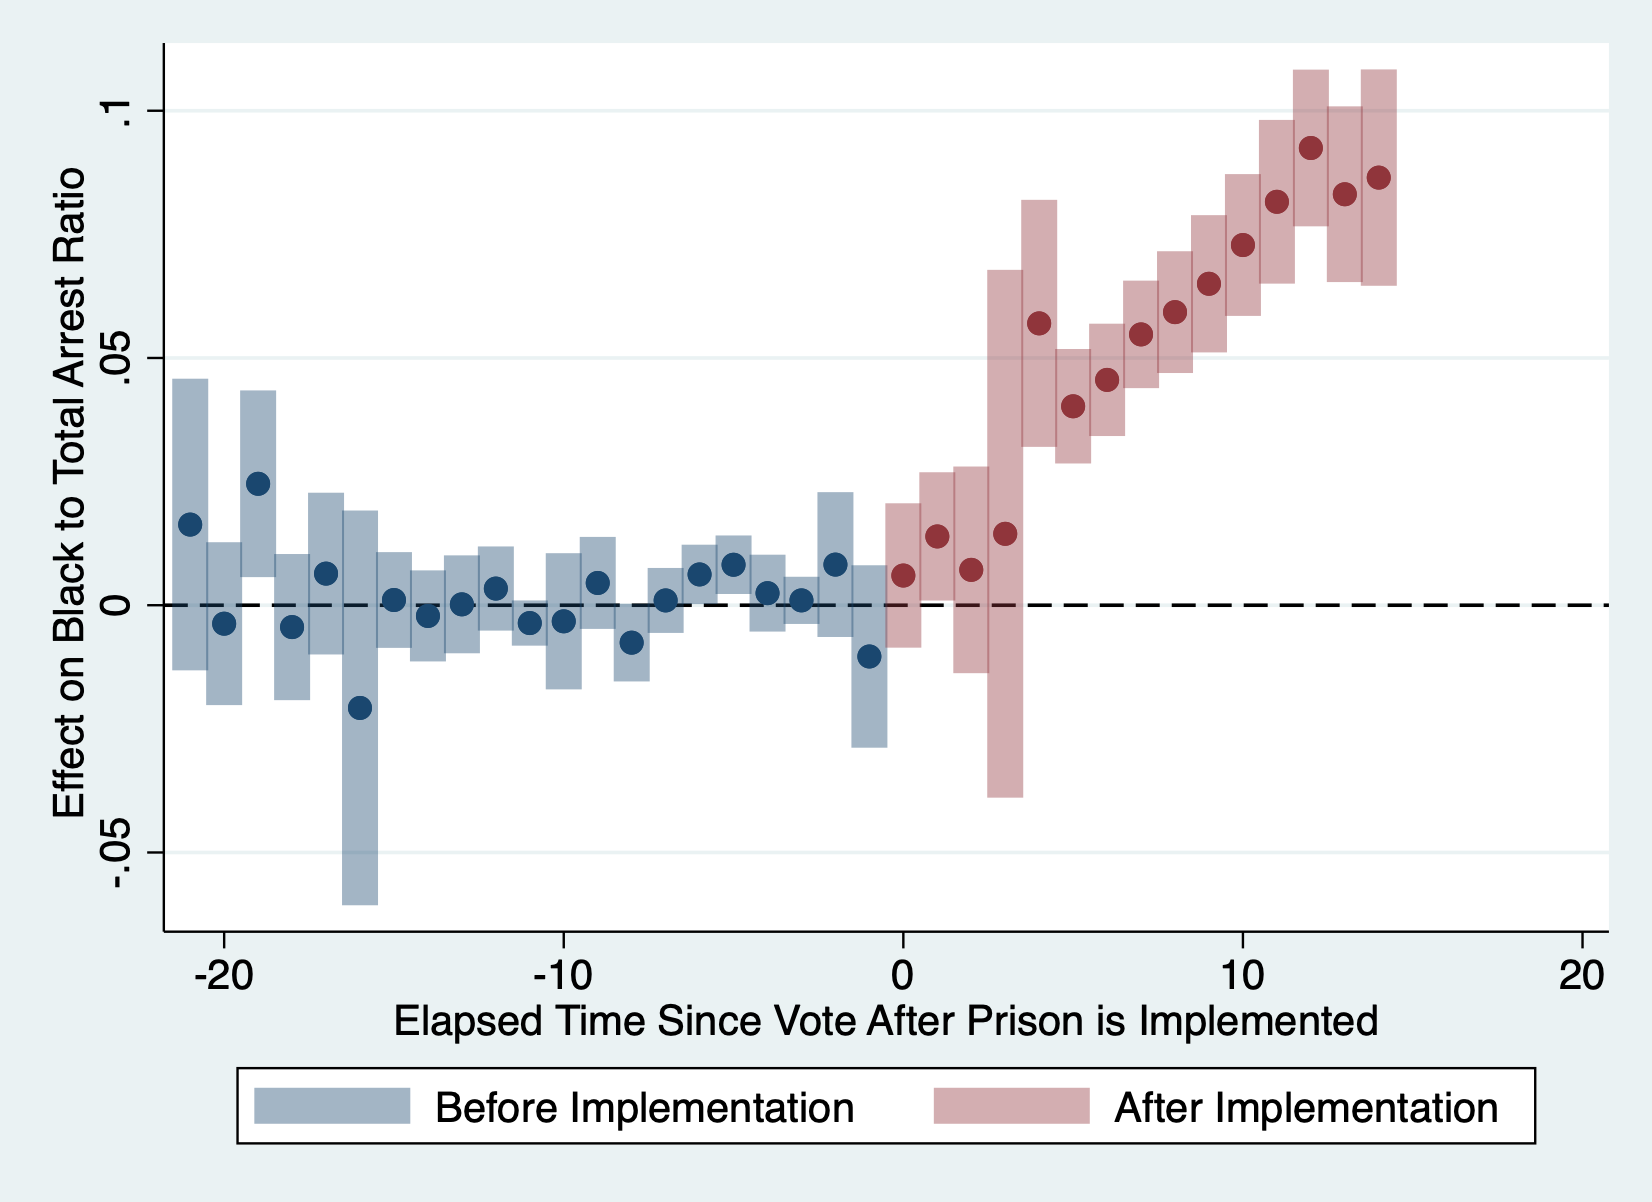 Effect on Black to Total Arrest Ratio
.1
.05
0
-.05
-20 -10 0 10 20
Elapsed Time Since Vote After Prison is Implemented
Before Implementation After Implementation